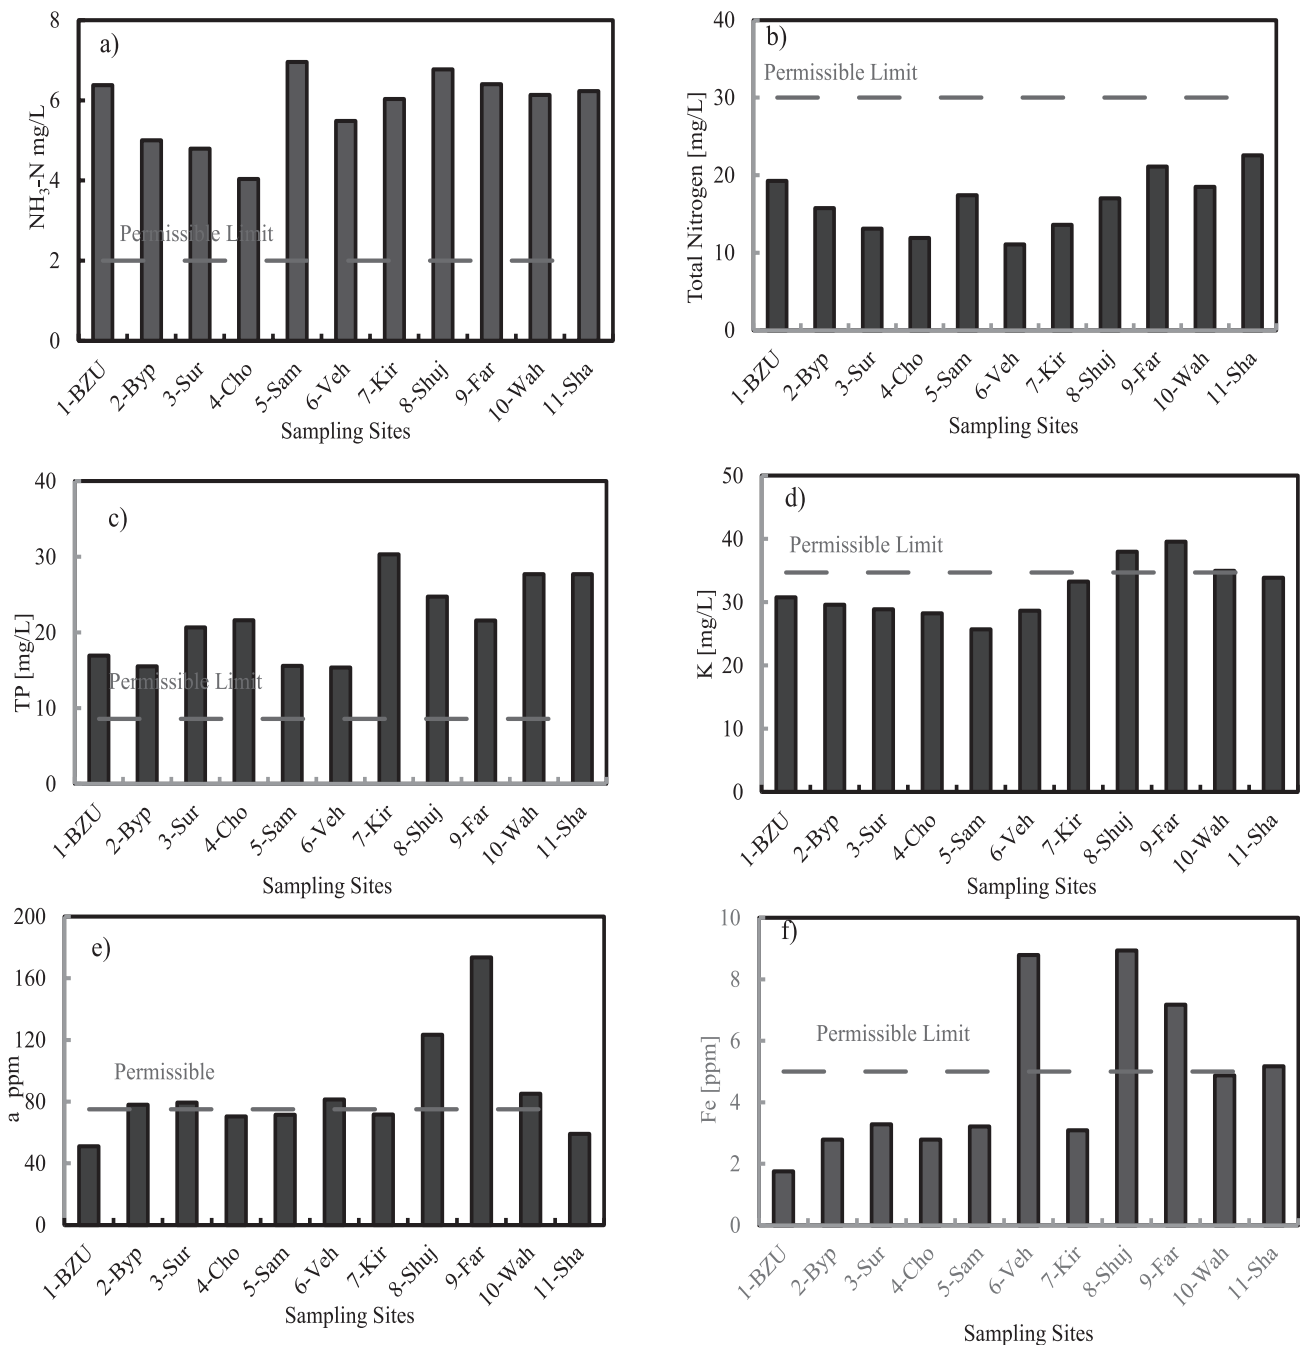 a)
NH3-N mg/L
8
6
4
2
0
Permissible Limit
1-BZU
2-Byp
3-Sur
4-Cho
5-Sam
6-Veh
7-Kir
8-Shuj
9-Far
10-Wah
11-Sha
Sampling Sites
b)
Total Nitrogen [mg/L]
40
30
20
10
0
Permissible Limit
1-BZU
2-Byp
3-Sur
4-Cho
5-Sam
6-Veh
7-Kir
8-Shuj
9-Far
10-Wah
11-Sha
Sampling Sites
c)
TP [mg/L]
40
30
20
10
0
Permissible Limit
1-BZU
2-Byp
3-Sur
4-Cho
5-Sam
6-Veh
7-Kir
8-Shuj
9-Far
10-Wah
11-Sha
Sampling Sites
d)
K [mg/L]
50
40
30
20
10
0
Permissible Limit
1-BZU
2-Byp
3-Sur
4-Cho
5-Sam
6-Veh
7-Kir
8-Shuj
9-Far
10-Wah
11-Sha
Sampling Sites
e)
a ppm
200
160
120
80
40
0
Permissible
1-BZU
2-Byp
3-Sur
4-Cho
5-Sam
6-Veh
7-Kir
8-Shuj
9-Far
10-Wah
11-Sha
Sampling Sites
f)
Fe [ppm]
10
8
6
4
2
0
Permissible Limit
1-BZU
2-Byp
3-Sur
4-Cho
5-Sam
6-Veh
7-Kir
8-Shuj
9-Far
10-Wah
11-Sha
Sampling Sites